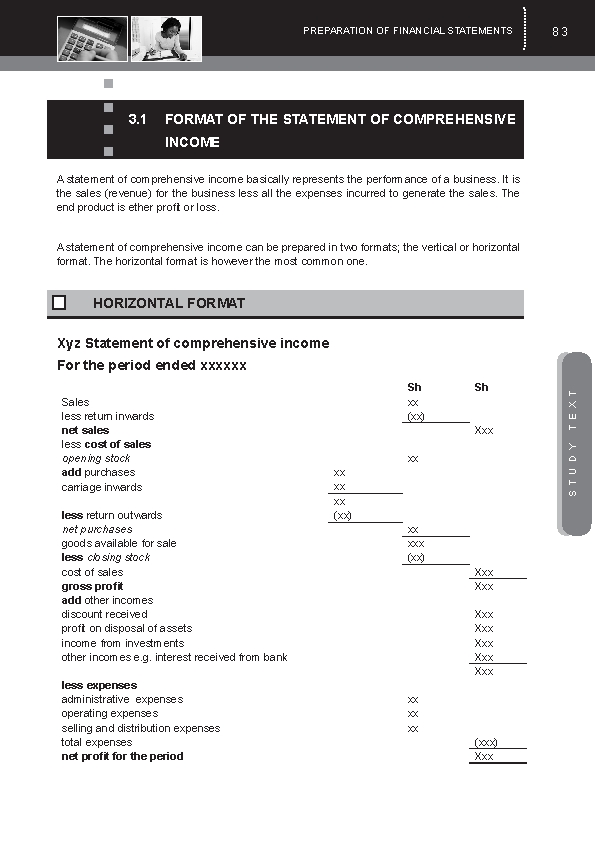 PREPARATION OF FINANCIAL STATEMENTS 83
3.1 FORMAT OF THE STATEMENT OF COMPREHENSIVE
INCOME
A statement of comprehensive income basically represents the performance of a business. It is
the sales (revenue) for the business less all the expenses incurred to generate the sales. The
end product is ether profit or loss.
A statement of comprehensive income can be prepared in two formats; the vertical or horizontal
format. The horizontal format is however the most common one.
HORIZONTAL FORMAT
Xyz Statement of comprehensive income
For the period ended xxxxxx
Sh Sh
Sales xx
less return inwards (xx)
net sales Xxx
less cost of sales
opening stock xx
add purchases xx
carriage inwards xx
xx
less return outwards (xx)
net purchases xx
goods available for sale xxx
less closing stock (xx)
cost of sales Xxx
gross profit Xxx
add other incomes
discount received Xxx
profit on disposal of assets Xxx
income from investments Xxx
other incomes e.g. interest received from bank Xxx
Xxx
less expenses
administrative expenses xx
operating expenses xx
selling and distribution expenses xx
total expenses (xxx)
net profit for the period Xxx
STUDY TEXT